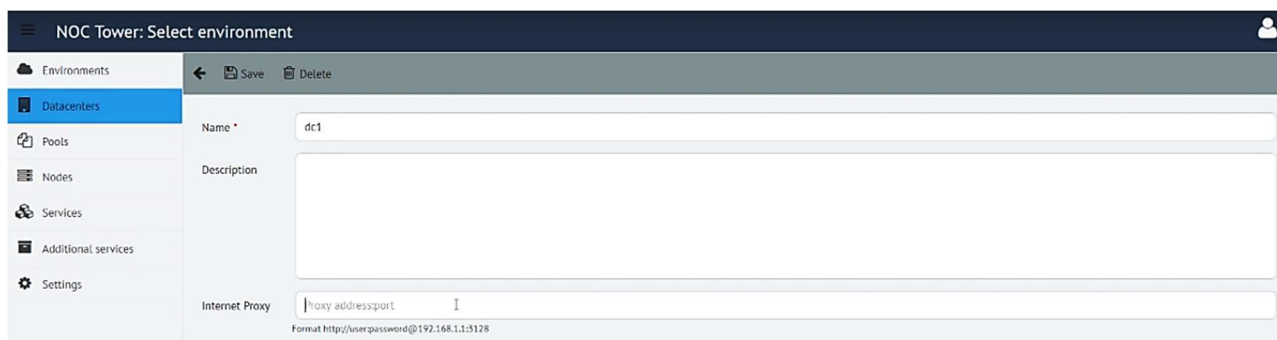 NOC Tower: Select environment
Environments
Save Delete
Datacenters
Name * dc1
Pools
Description
Nodes
Services
Additional services
Settings
Internet Proxy Proxy address:port
Format http://user:password@192.168.1.1:3128